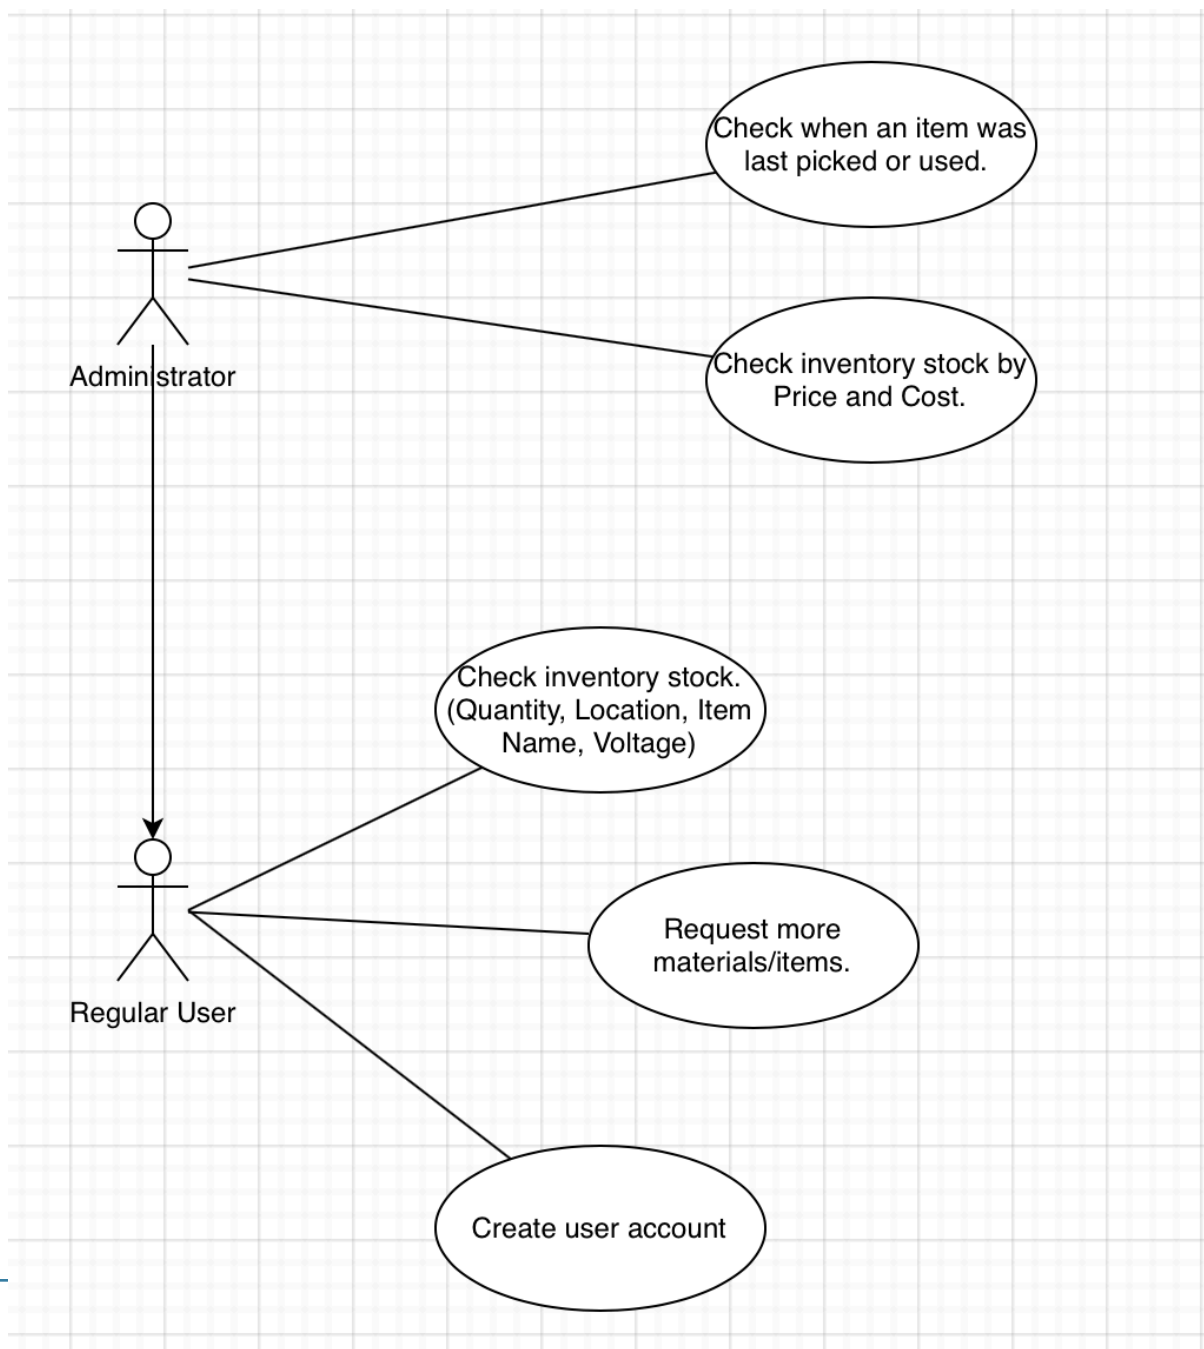 Check when an item was
last picked or used.
Administrator
Check inventory stock by
Price and Cost.
Check inventory stock.
(Quantity, Location, Item
Name, Voltage)
Request more
materials/items.
Regular User
Create user account